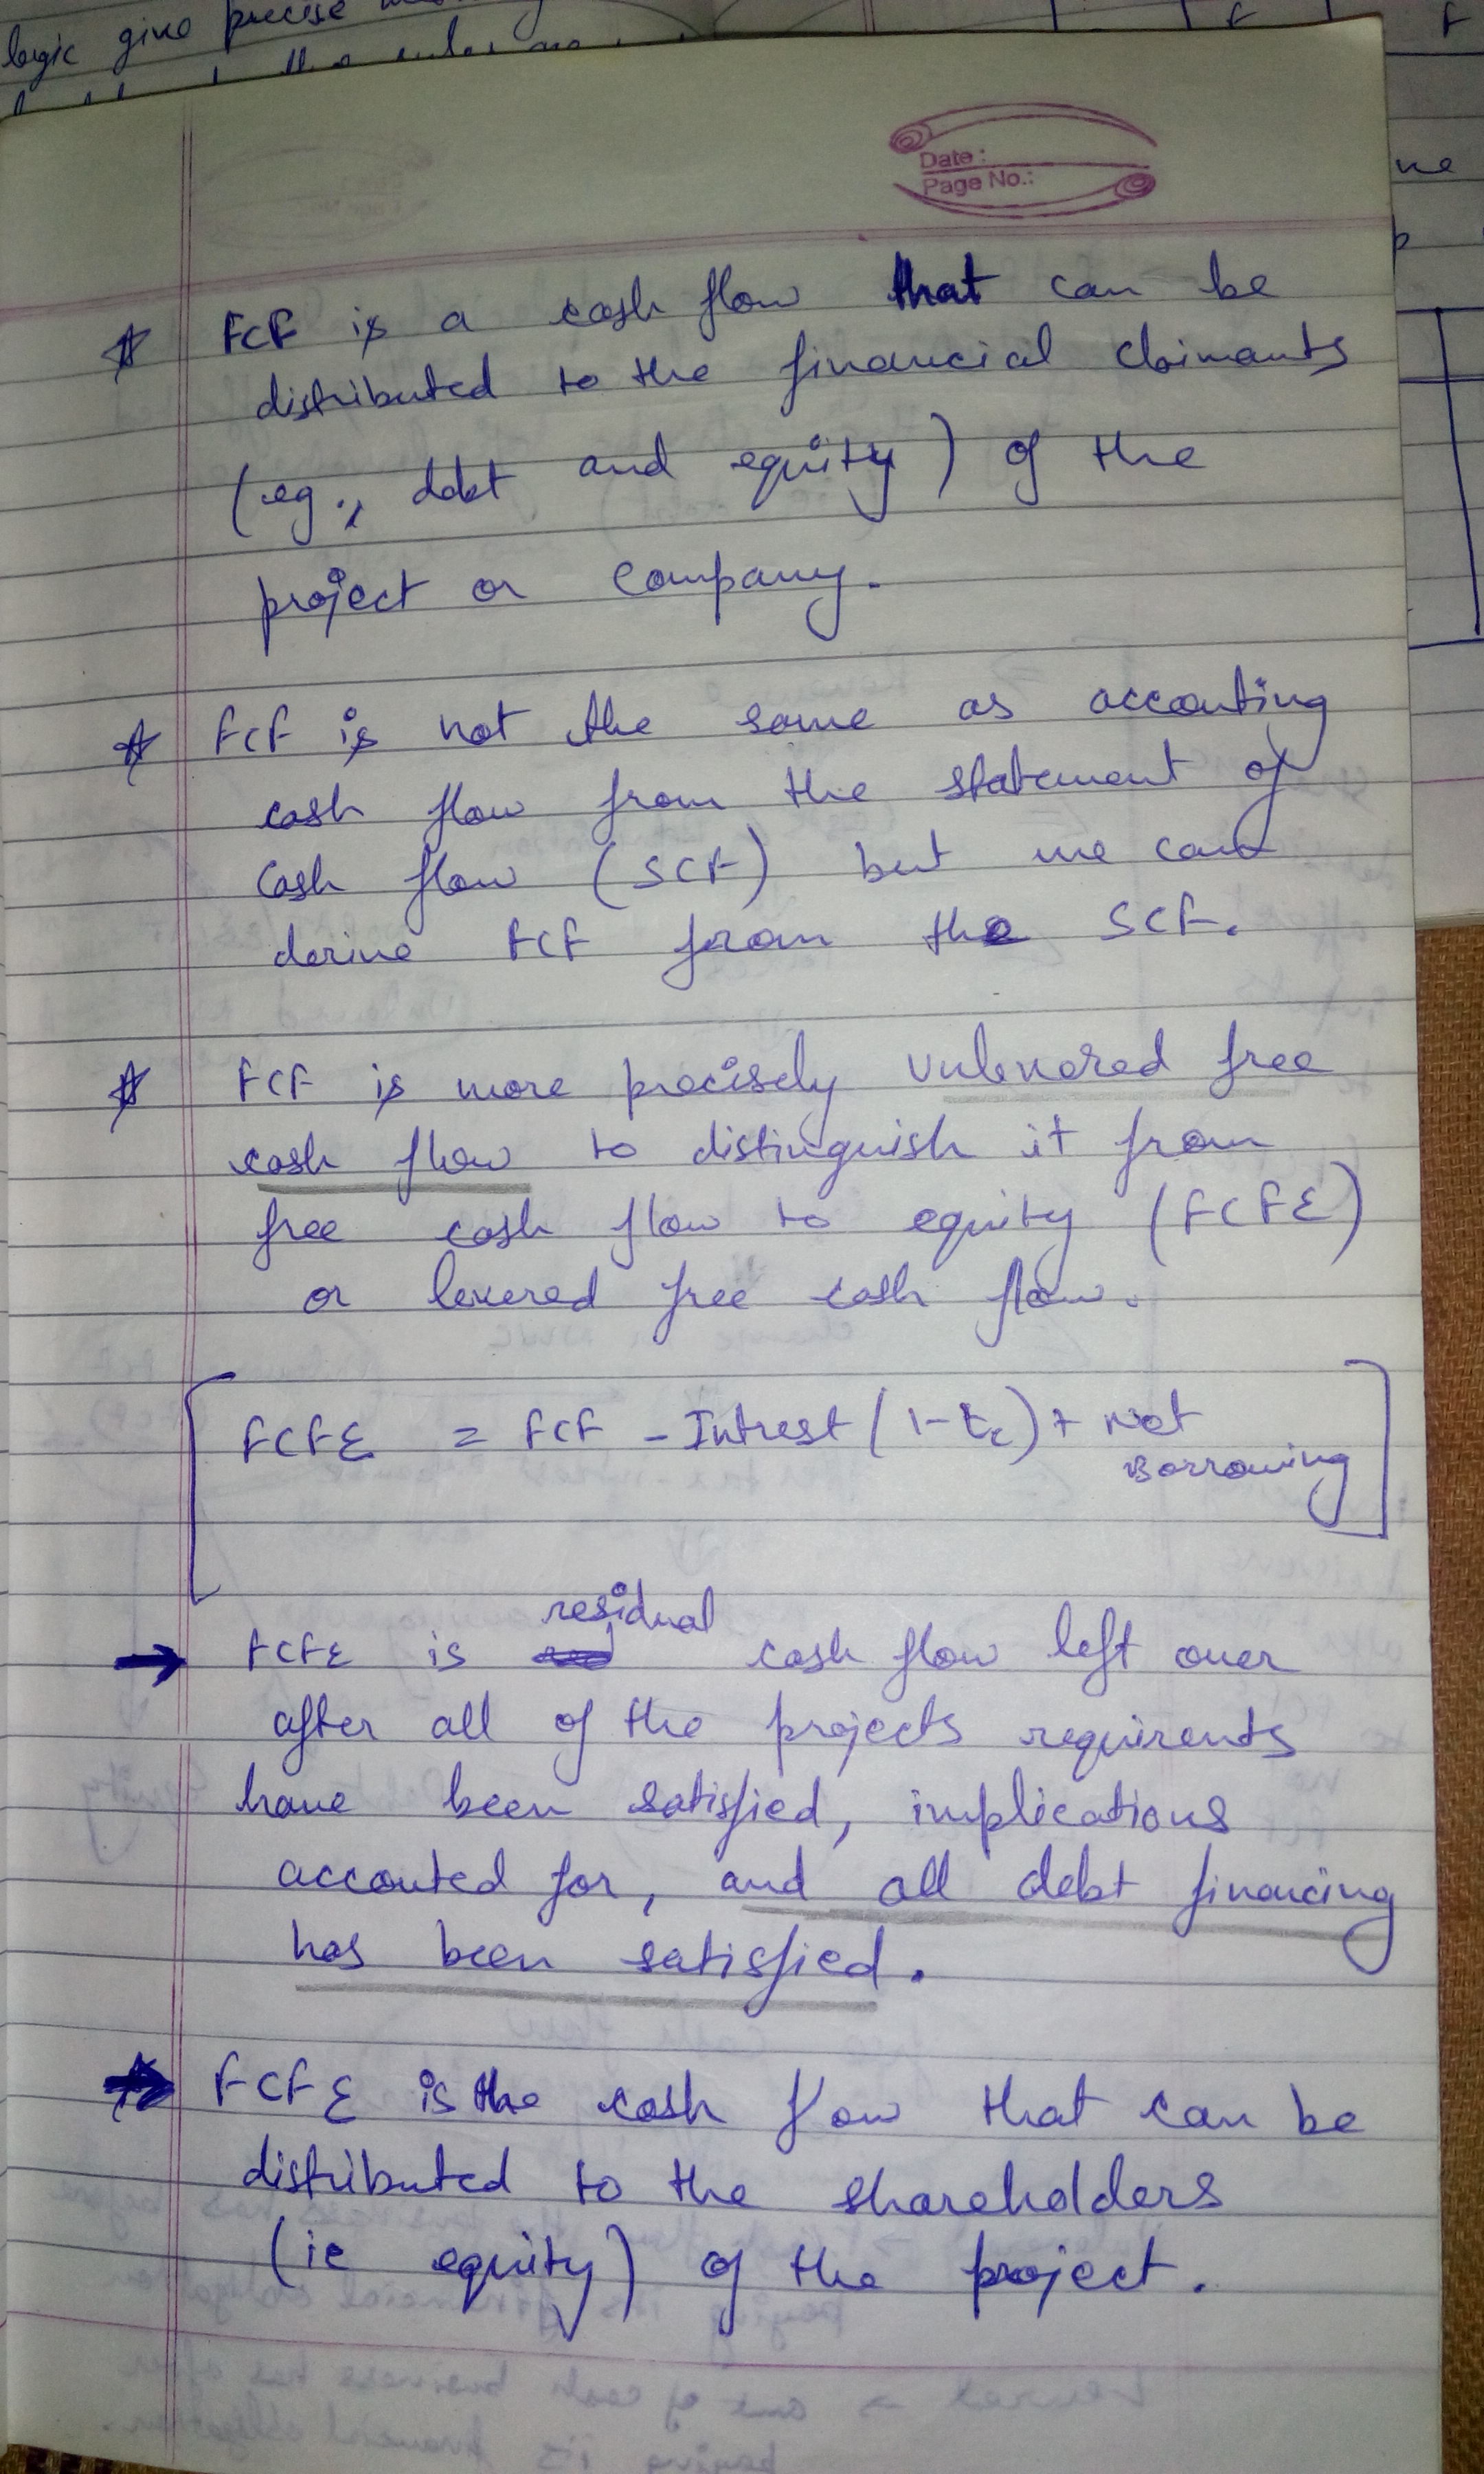 logic give precise
Date :
Page No.:
FCF is a cash flow that can be
distributed to the financial claimants
(eg., debt and equity) of the
project or company.
FCF is not the same as accouting
cash flow from the statement of
Cash flow (SCF) but we can
derive FCF from the SCF.
FCF is more precisely unlevered free
cash flow to distinguish it from
free cash flow to equity (FCFE)
or levered free cash flow.
FCFE = FCF - Intrest (1-tc) + Net
Borrowing
residual
→ FCFE is cash flow left over
after all of the projects requirents
have been satisfied, implications
accouted for, and all debt financing
has been satisfied.
→ FCFE is the cash flow that can be
distributed to the shareholders
(ie equity) of the project.